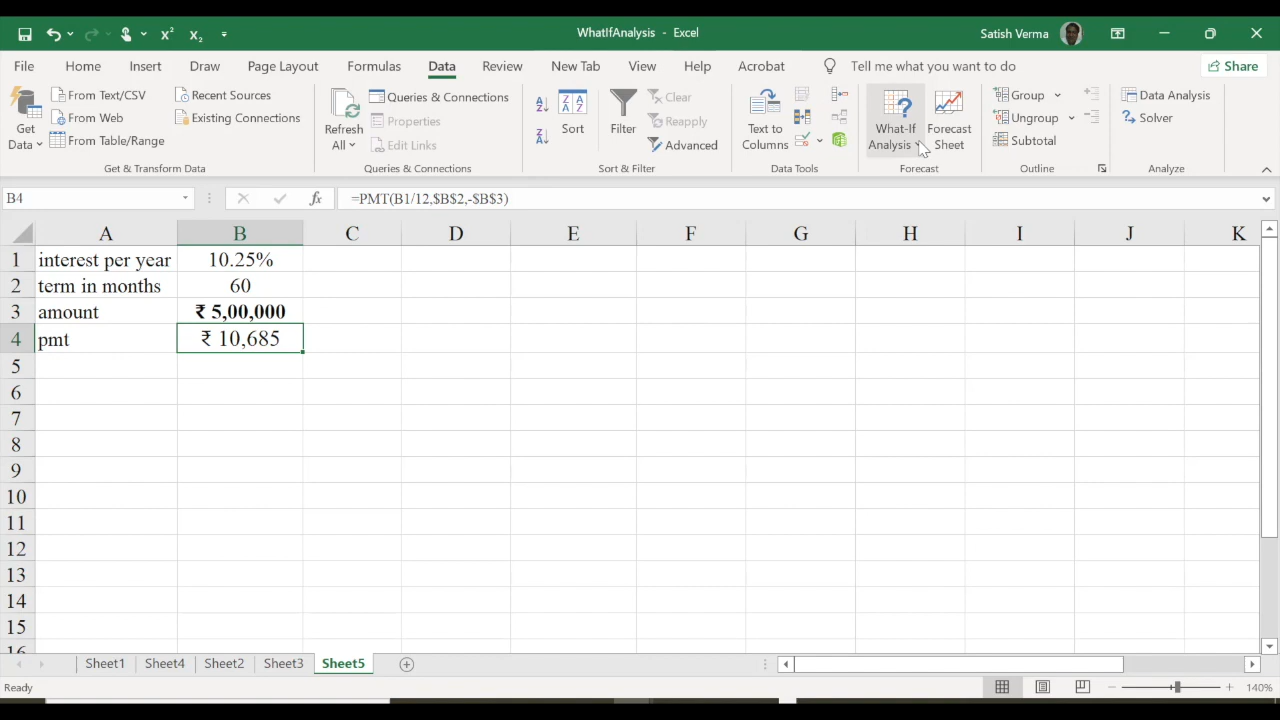 WhatIfAnalysis - Excel
Satish Verma
File Home Insert Draw Page Layout Formulas Data Review New Tab View Help Acrobat Tell me what you want to do Share
Get Data
From Text/CSV
From Web
From Table/Range
Recent Sources
Existing Connections
Get & Transform Data
Refresh All
Queries & Connections
Properties
Edit Links
Queries & Connections
Sort
Filter
Clear
Reapply
Advanced
Sort & Filter
Text to Columns
Data Tools
What-If Analysis
Forecast Sheet
Forecast
Group
Ungroup
Subtotal
Outline
Data Analysis
Solver
Analyze
B4 fx =PMT(B1/12,$B$2,-$B$3)
A B C D E F G H I J K
1 interest per year 10.25%
2 term in months 60
3 amount ₹ 5,00,000
4 pmt ₹ 10,685
5
6
7
8
9
10
11
12
13
14
15
16
Sheet1 Sheet4 Sheet2 Sheet3 Sheet5
Ready 140%